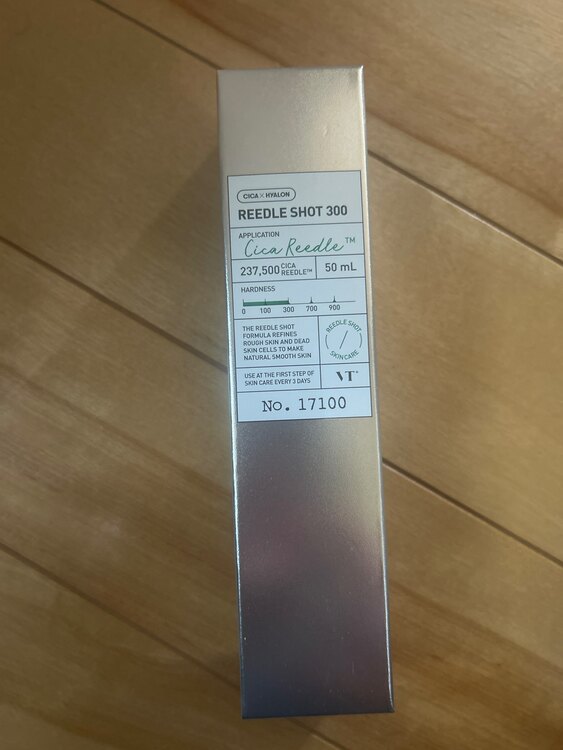 CICA × HYALON
REEDLE SHOT 300
APPLICATION
Cica Reedle™
237,500 CICA REEDLE™
50 mL
HARDNESS
0 100 300 700 900
THE REEDLE SHOT
FORMULA REFINES
ROUGH SKIN AND DEAD
SKIN CELLS TO MAKE
NATURAL SMOOTH SKIN
REEDLE SHOT
SKINCARE
USE AT THE FIRST STEP OF
SKIN CARE EVERY 3 DAYS
VT®
No. 17100